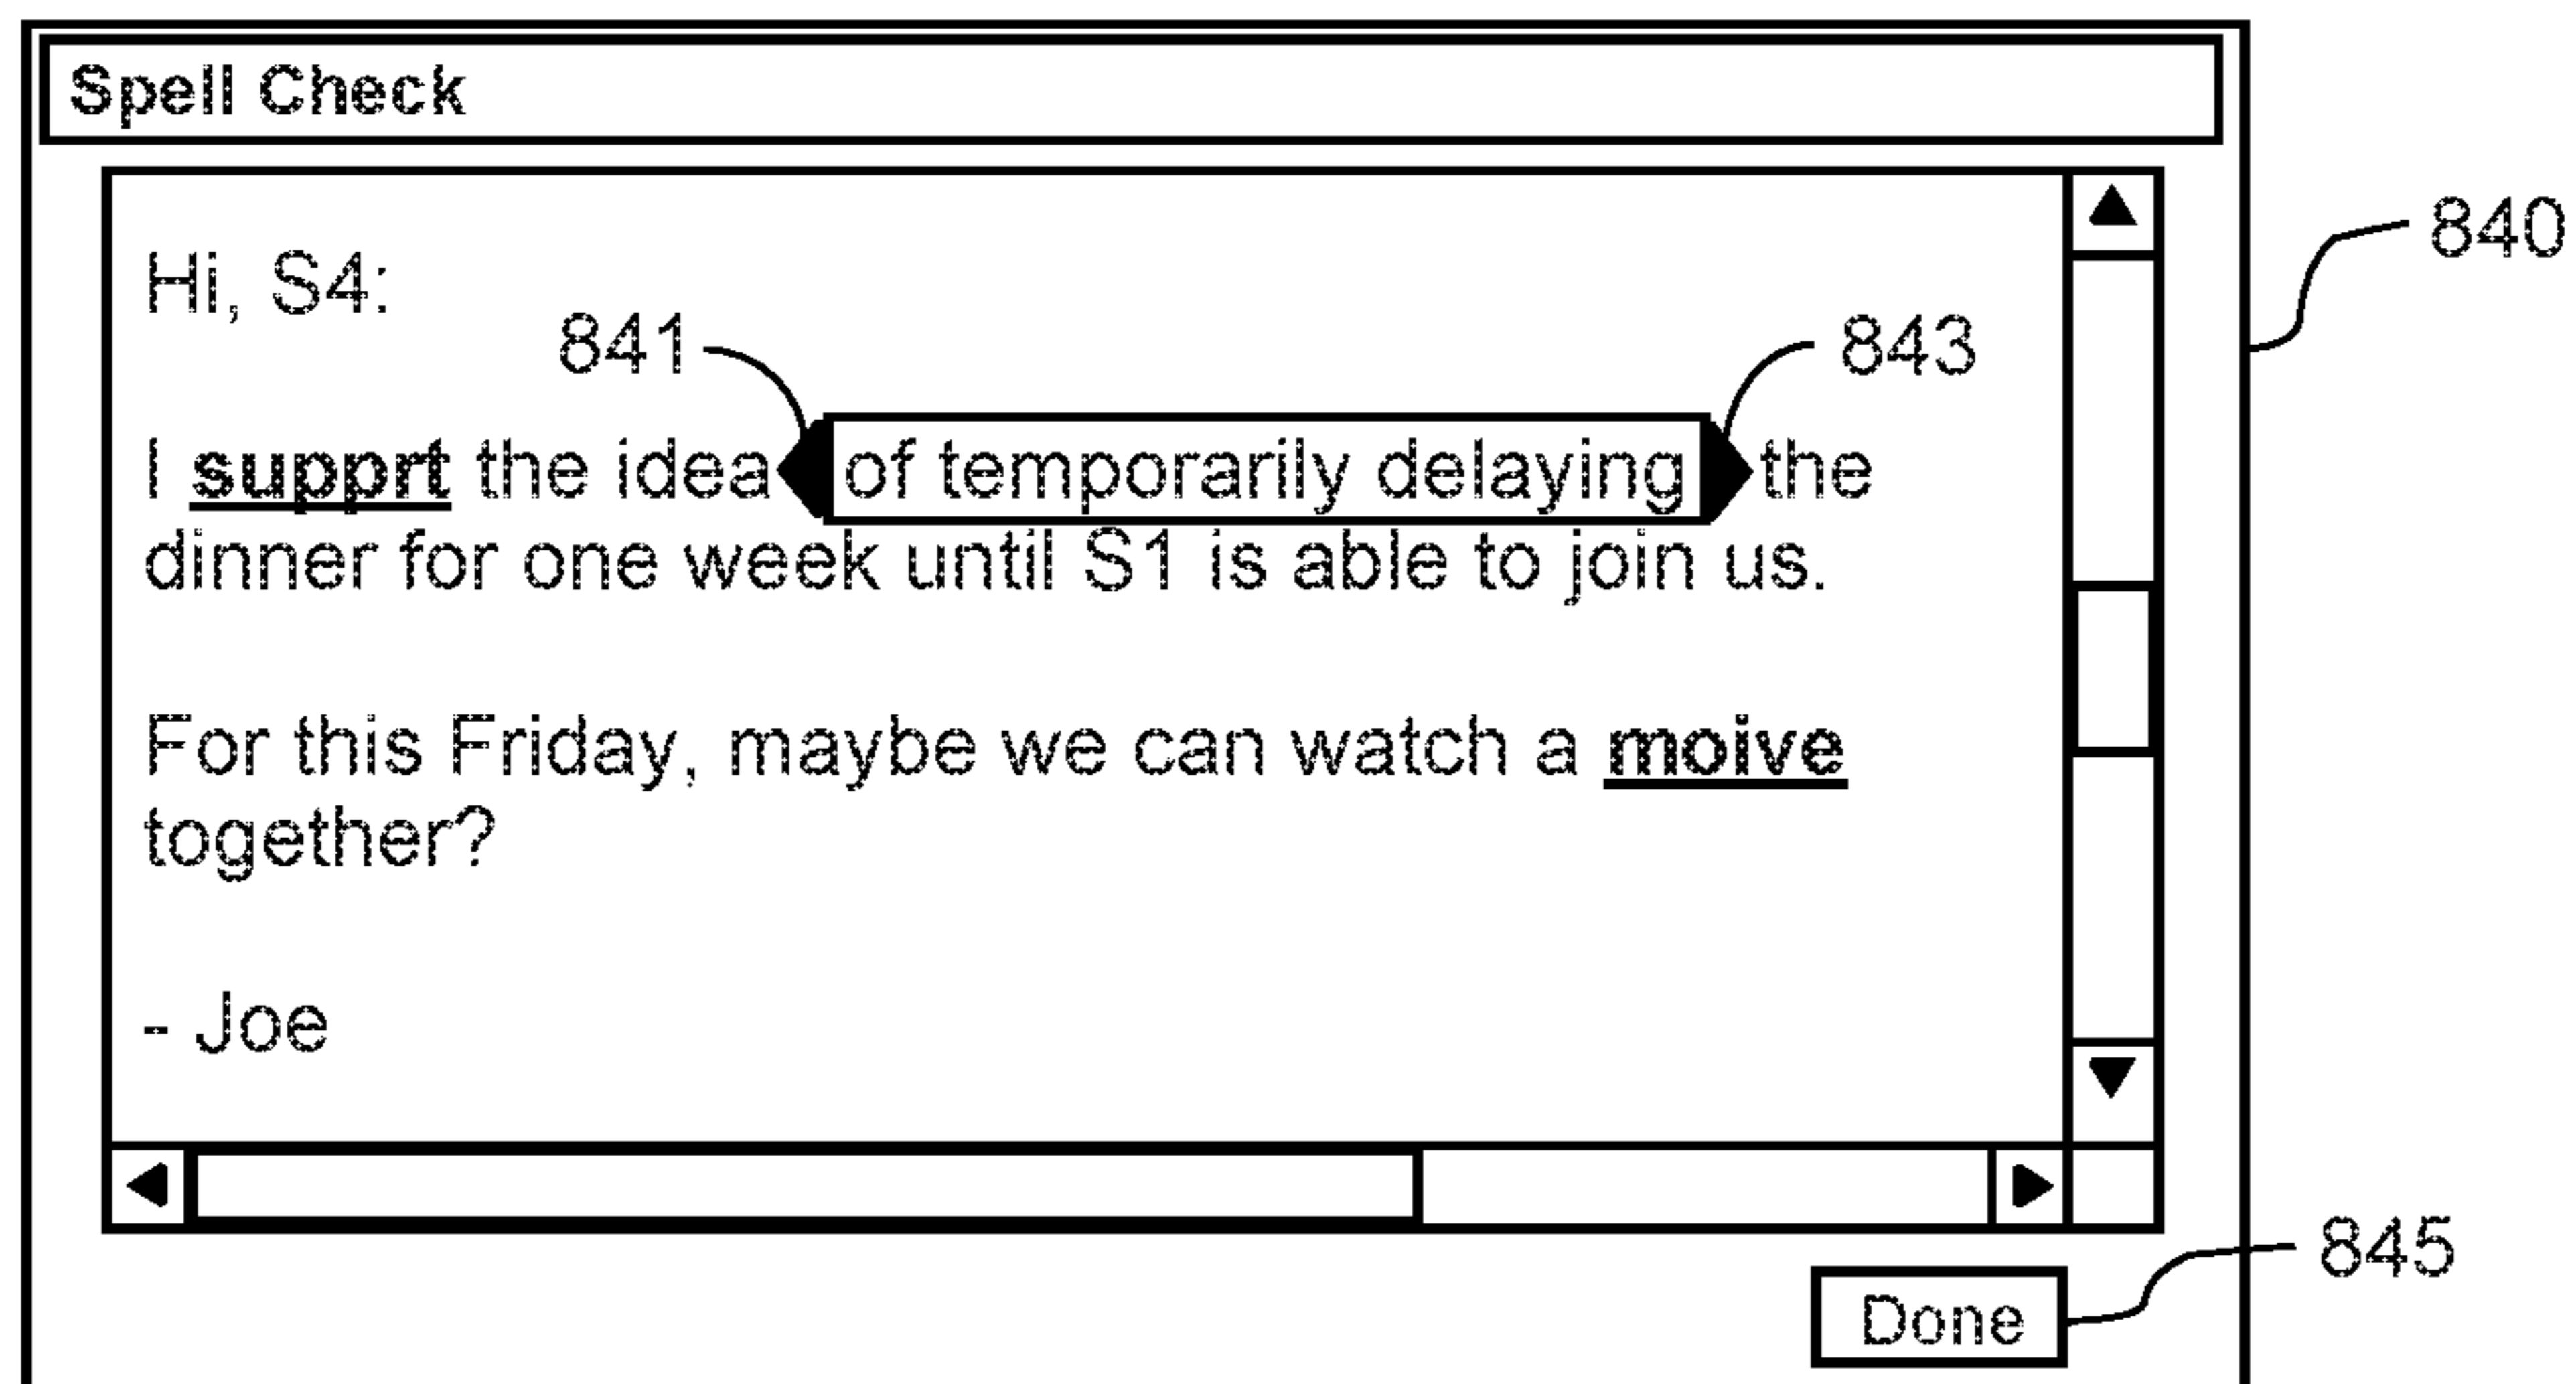 Spell Check
840
Hi, S4:
841
843
I supprt the idea of temporarily delaying the
dinner for one week until S1 is able to join us.
For this Friday, maybe we can watch a moive
together?
- Joe
845
Done